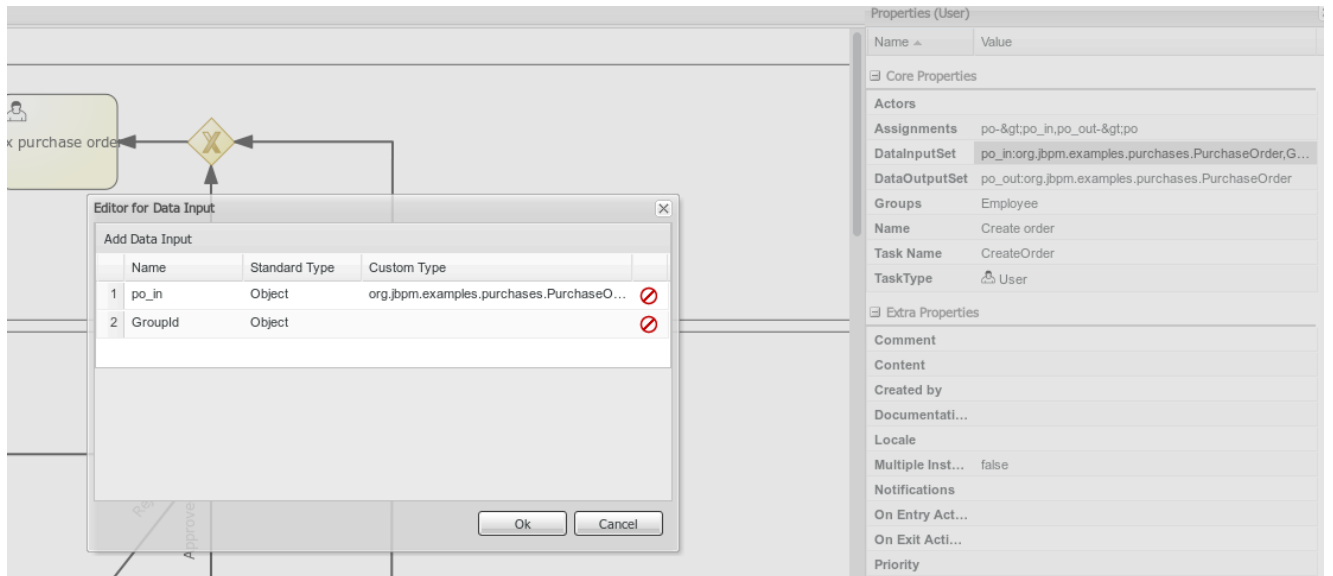 Properties (User)
Name Value
Core Properties
Actors
Assignments po-&gt;po_in,po_out-&gt;po
DataInputSet po_in:org.jbpm.examples.purchases.PurchaseOrder,G...
DataOutputSet po_out:org.jbpm.examples.purchases.PurchaseOrder
Groups Employee
Name Create order
Task Name CreateOrder
TaskType User
Extra Properties
Comment
Content
Created by
Documentati...
Locale
Multiple Inst... false
Notifications
On Entry Act...
On Exit Acti...
Priority
x purchase orde
X
Editor for Data Input
Add Data Input
Name Standard Type Custom Type
1 po_in Object org.jbpm.examples.purchases.PurchaseO...
2 GroupId Object
Ok Cancel
Approve